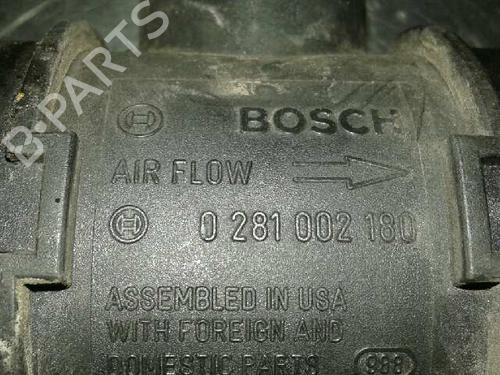 B-PARTS
BOSCH
AIR FLOW
0 281 002 180
ASSEMBLED IN USA
WITH FOREIGN AND
DOMESTIC PARTS 988